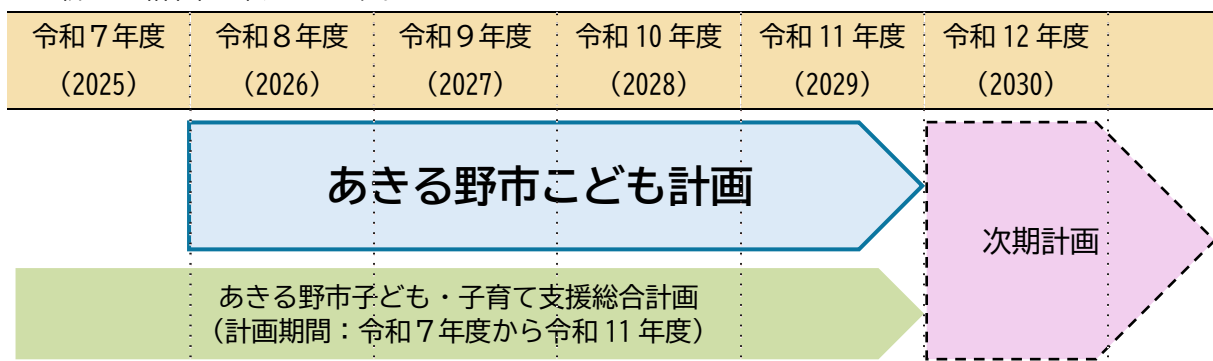 令和７年度 令和８年度 令和９年度 令和 10 年度 令和 11 年度 令和 12 年度
(2025) (2026) (2027) (2028) (2029) (2030)
あきる野市こども計画
次期計画
あきる野市子ども・子育て支援総合計画
（計画期間：令和７年度から令和 11 年度）